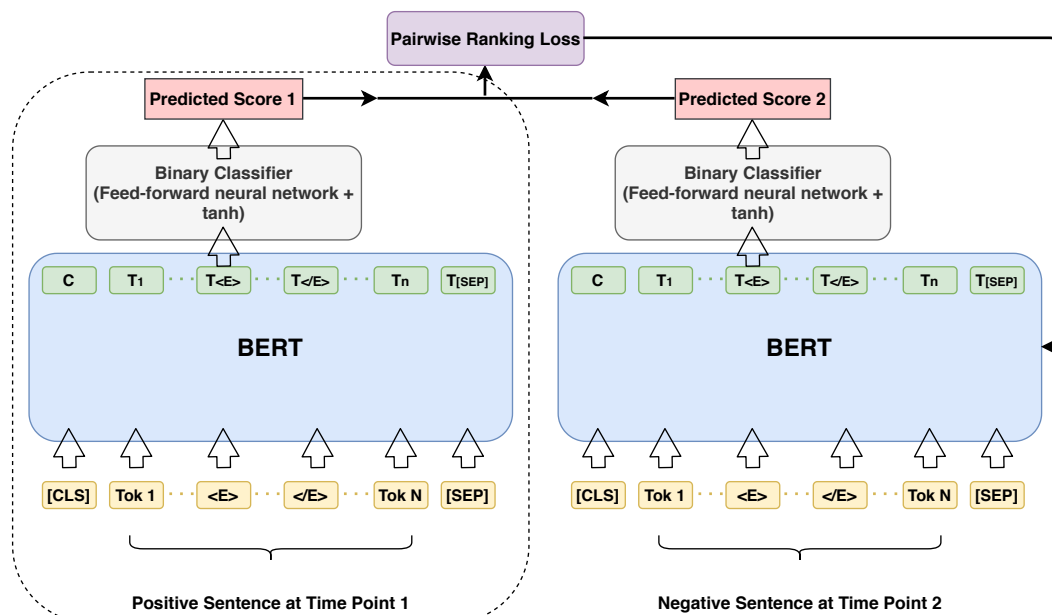 Pairwise Ranking Loss
Predicted Score 1
Predicted Score 2
Binary Classifier
(Feed-forward neural network +
tanh)
Binary Classifier
(Feed-forward neural network +
tanh)
C T1 T<E> T</E> Tn T[SEP]
C T1 T<E> T</E> Tn T[SEP]
BERT
BERT
[CLS] Tok 1 <E> </E> Tok N [SEP]
[CLS] Tok 1 <E> </E> Tok N [SEP]
Positive Sentence at Time Point 1
Negative Sentence at Time Point 2